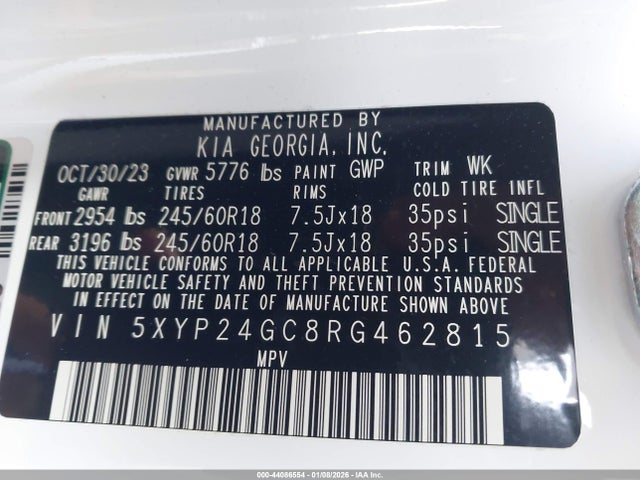 MANUFACTURED BY
KIA GEORGIA, INC.
OCT/30/23 GVWR 5776 lbs PAINT GWP TRIM WK
GAWR TIRES RIMS COLD TIRE INFL
FRONT 2954 lbs 245/60R18 7.5Jx18 35psi SINGLE
REAR 3196 lbs 245/60R18 7.5Jx18 35psi SINGLE
THIS VEHICLE CONFORMS TO ALL APPLICABLE U.S.A. FEDERAL
MOTOR VEHICLE SAFETY AND THEFT PREVENTION STANDARDS
IN EFFECT ON THE DATE OF MANUFACTURE SHOWN ABOVE
VIN 5XYP24GC8RG462815
MPV
000-44086554 - 01/08/2026 - IAA Inc.